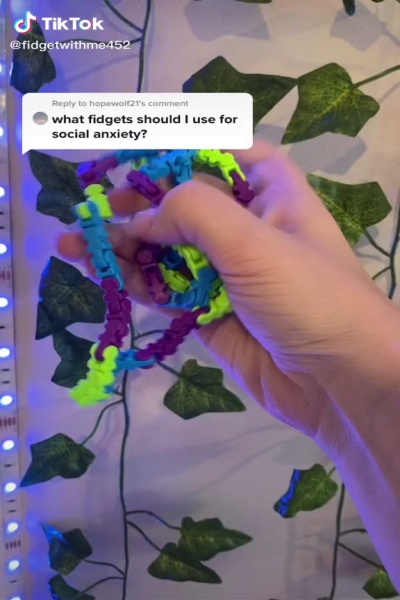 TikTok
@fidgetwithme452
Reply to hopewolf21's comment
what fidgets should I use for
social anxiety?